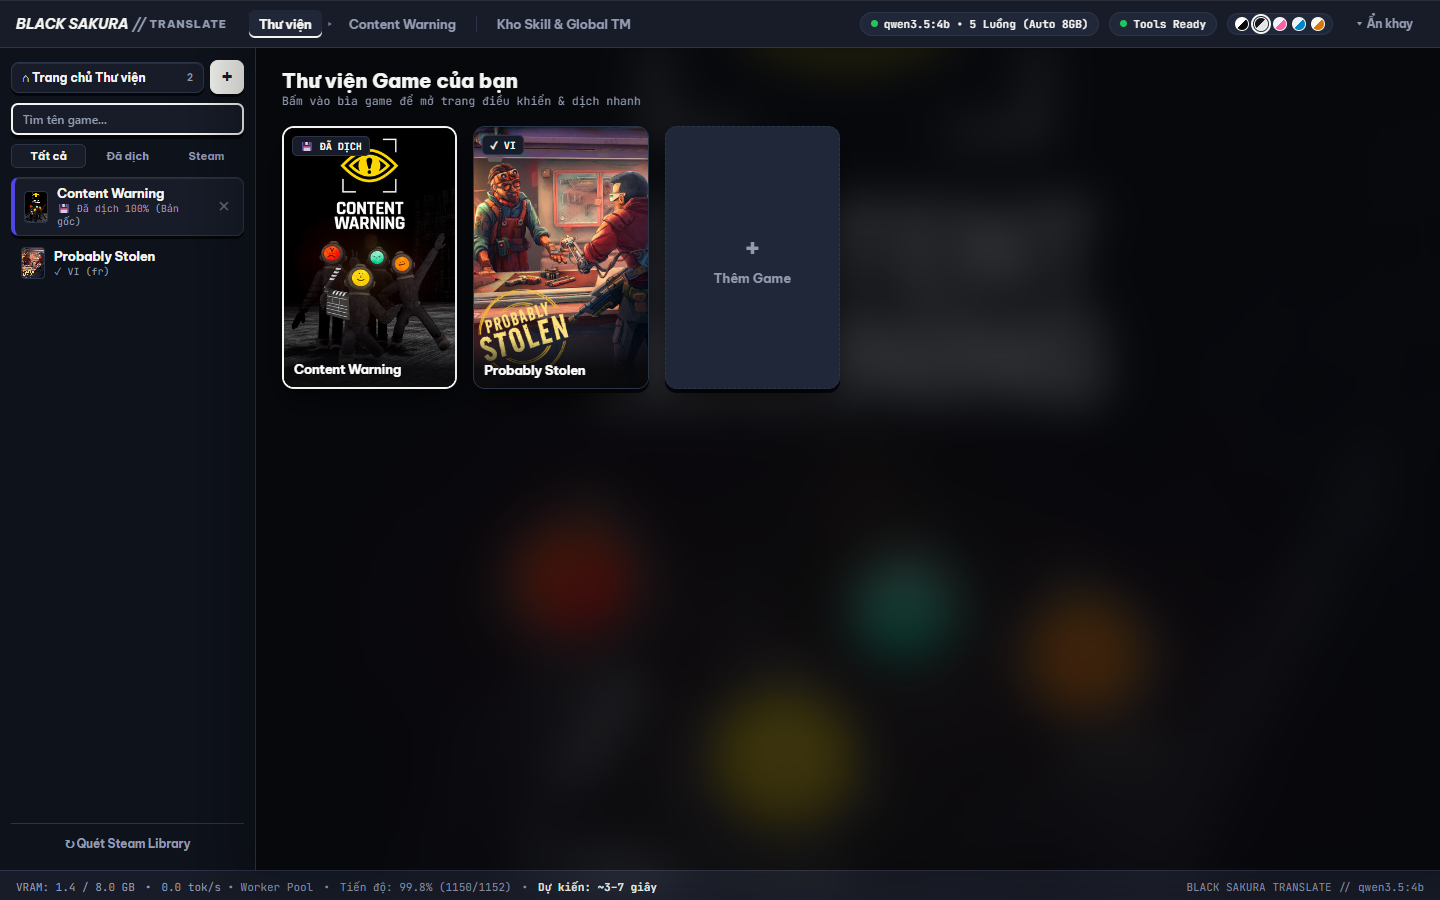 BLACK SAKURA // TRANSLATE
Thư viện
Content Warning
Kho Skill & Global TM
qwen3.5:4b • 5 Luồng (Auto 8GB)
Tools Ready
Ẩn khay
Trang chủ Thư viện
2
+
Tìm tên game...
Tất cả
Đã dịch
Steam
Content Warning
Đã dịch 100% (Bản
gốc)
Probably Stolen
✓ VI (fr)
Thư viện Game của bạn
Bấm vào bìa game để mở trang điều khiển & dịch nhanh
ĐÃ DỊCH
CONTENT
WARNING
Content Warning
✓ VI
PROBABLY
STOLEN
Probably Stolen
+
Thêm Game
↻ Quét Steam Library
VRAM: 1.4 / 8.0 GB • 0.0 tok/s • Worker Pool • Tiến độ: 99.8% (1150/1152) • Dự kiến: ~3-7 giây
BLACK SAKURA TRANSLATE // qwen3.5:4b